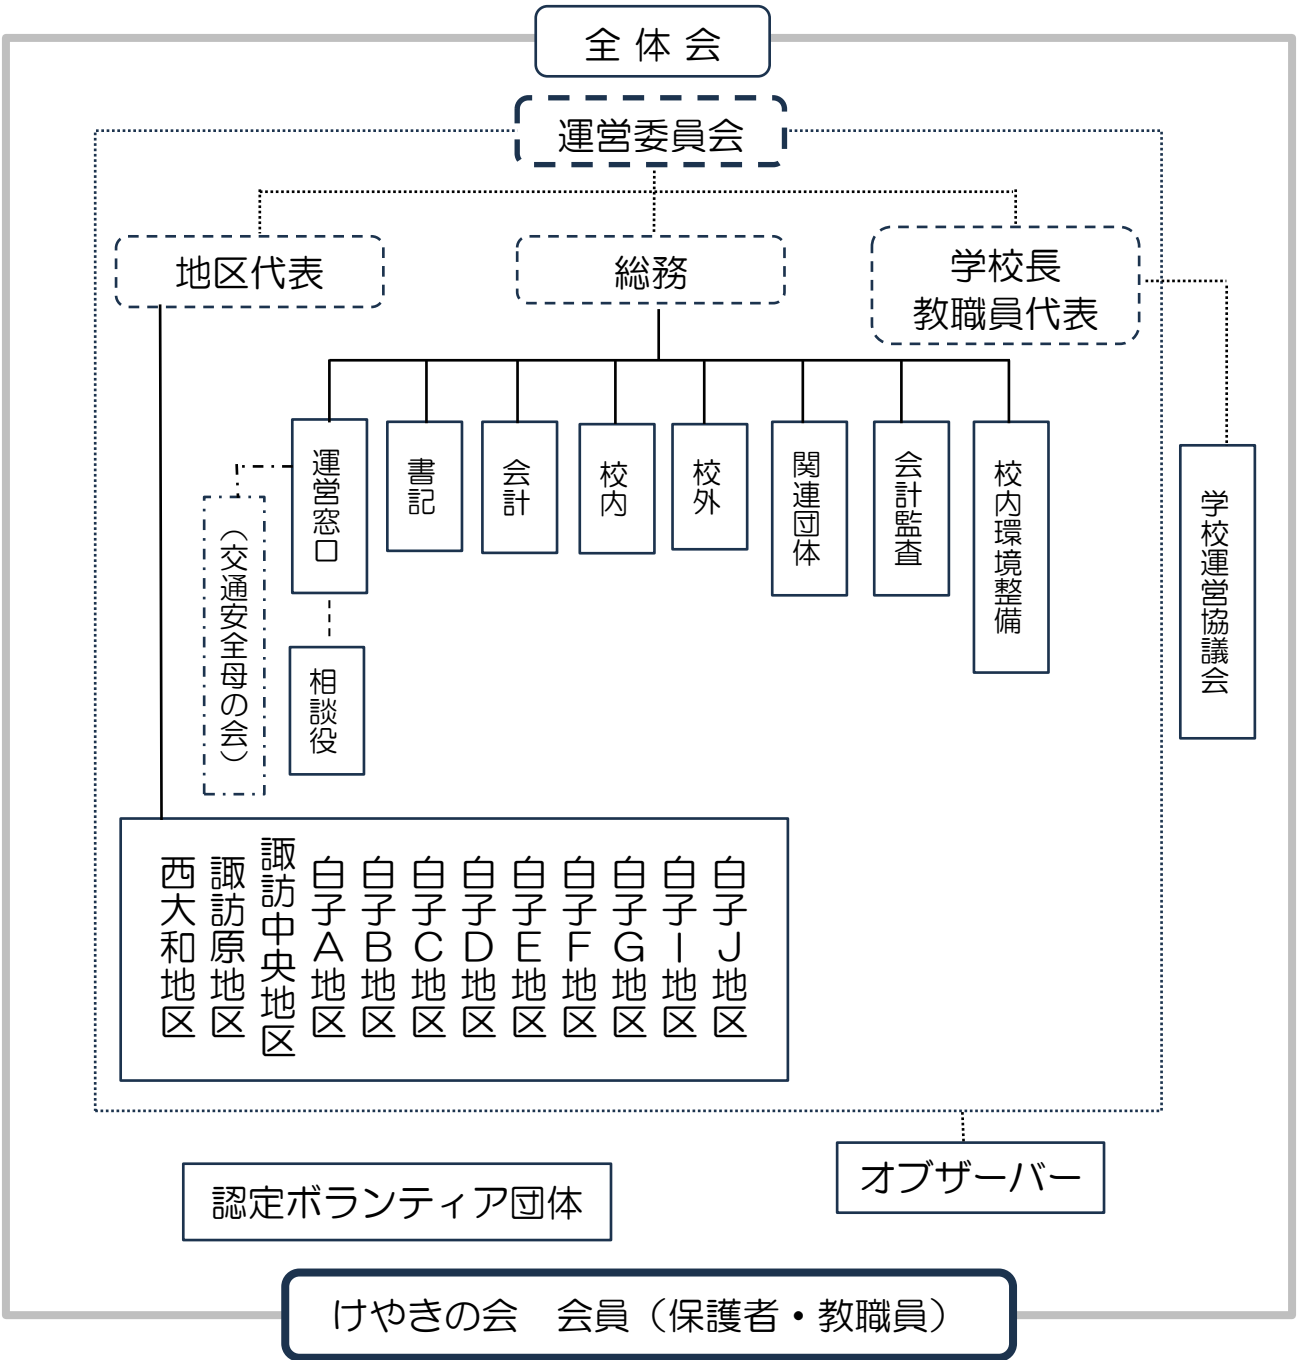 全体会
運営委員会
地区代表
総務
学校長
教職員代表
運営窓口
書記
会計
校内
校外
関連団体
会計監査
校内環境整備
学校運営協議会
（交通安全母の会）
相談役
西大和地区
諏訪原地区
諏訪中央地区
白子A地区
白子B地区
白子C地区
白子D地区
白子E地区
白子F地区
白子G地区
白子I地区
白子J地区
オブザーバー
認定ボランティア団体
けやきの会　会員（保護者・教職員）